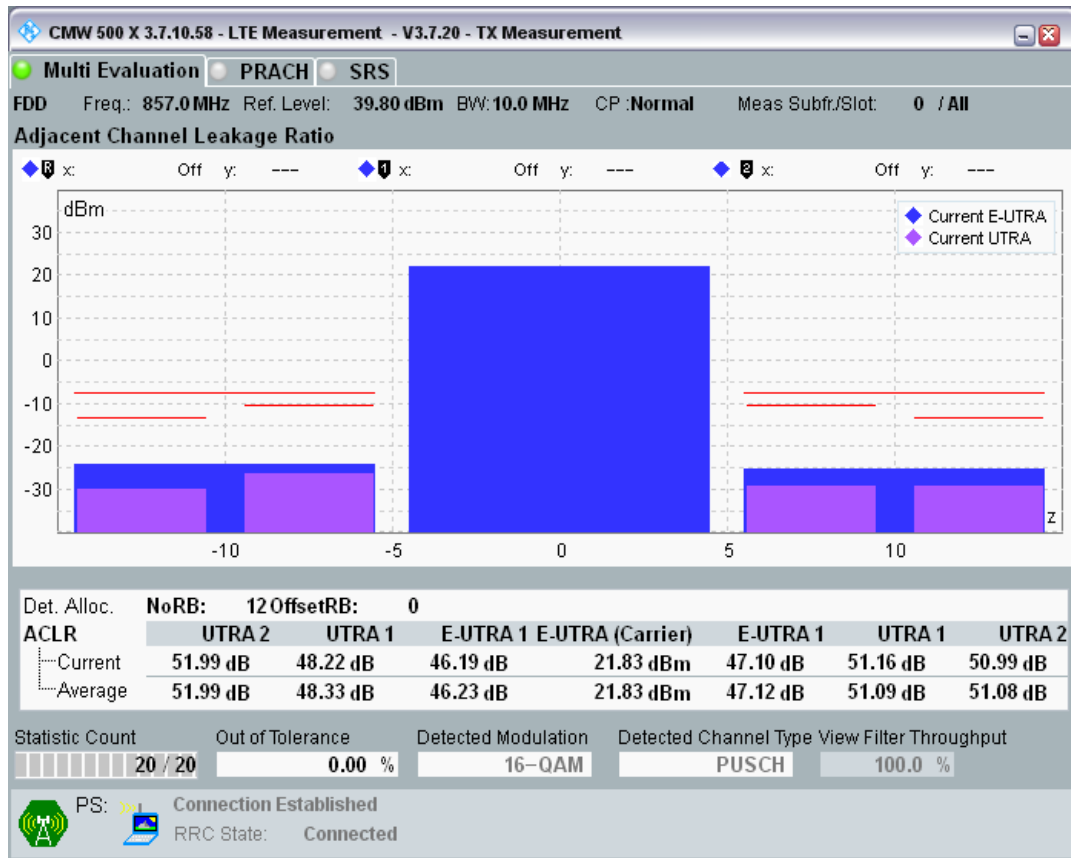 CMW 500 X 3.7.10.58 - LTE Measurement - V3.7.20 - TX Measurement
Multi Evaluation PRACH SRS
FDD Freq.: 857.0 MHz Ref. Level: 39.80 dBm BW: 10.0 MHz CP :Normal Meas Subfr./Slot: 0 / All
Adjacent Channel Leakage Ratio
R x: Off y: --- 1 x: Off y: --- 2 x: Off y: ---
dBm
Current E-UTRA
Current UTRA
30
20
10
0
-10
-20
-30
z
-10 -5 0 5 10
Det. Alloc. NoRB: 12 OffsetRB: 0
ACLR UTRA 2 UTRA 1 E-UTRA 1 E-UTRA (Carrier) E-UTRA 1 UTRA 1 UTRA 2
Current 51.99 dB 48.22 dB 46.19 dB 21.83 dBm 47.10 dB 51.16 dB 50.99 dB
Average 51.99 dB 48.33 dB 46.23 dB 21.83 dBm 47.12 dB 51.09 dB 51.08 dB
Statistic Count Out of Tolerance Detected Modulation Detected Channel Type View Filter Throughput
20 / 20 0.00 % 16-QAM PUSCH 100.0 %
PS: Connection Established
RRC State: Connected